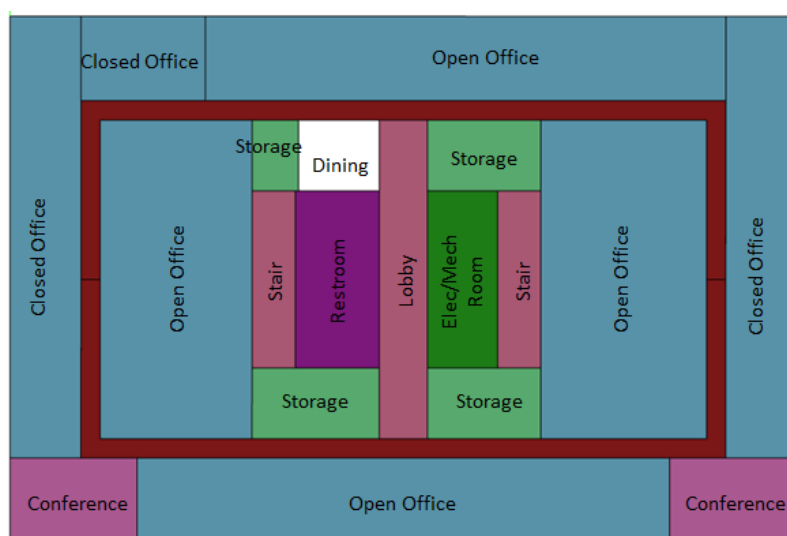 Closed Office
Open Office
Storage
Dining
Storage
Closed Office
Open Office
Stair
Restroom
Lobby
Elec/Mech
Room
Stair
Open Office
Closed Office
Storage
Storage
Conference
Open Office
Conference